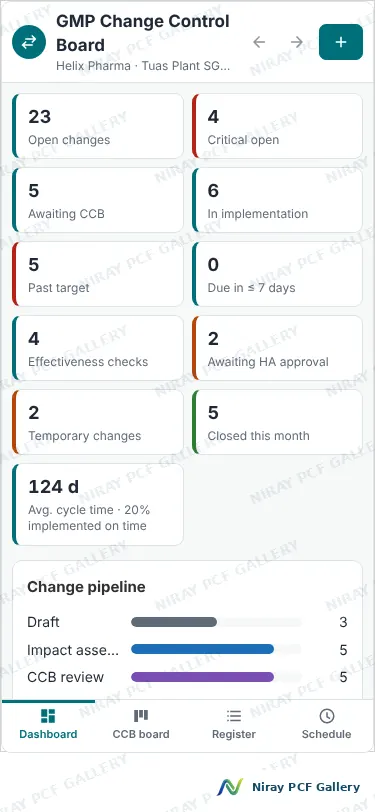 GMP Change Control
Board
Helix Pharma · Tuas Plant SG...
23
Open changes
4
Critical open
5
Awaiting CCB
6
In implementation
5
Past target
0
Due in ≤ 7 days
4
Effectiveness checks
2
Awaiting HA approval
2
Temporary changes
5
Closed this month
124 d
Avg. cycle time · 20%
implemented on time
Change pipeline
Draft 3
Impact asse... 5
CCB review 5
Dashboard CCB board Register Schedule
Niray PCF Gallery
NIRAY PCF GALLERY